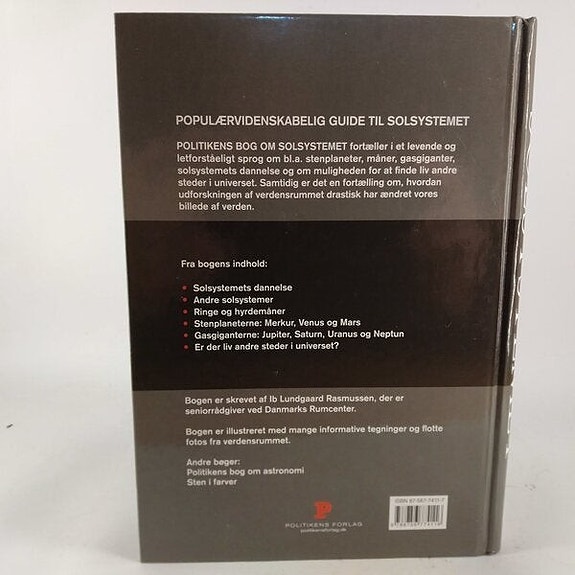 POPULÆRVIDENSKABELIG GUIDE TIL SOLSYSTEMET
POLITIKENS BOG OM SOLSYSTEMET fortæller i et levende og
letforståeligt sprog om bl.a. stenplaneter, måner, gasgiganter,
solsystemets dannelse og om muligheden for at finde liv andre
steder i universet. Samtidig er det en fortælling om, hvordan
udforskningen af verdensrummet drastisk har ændret vores
billede af verden.
Fra bogens indhold:
• Solsystemets dannelse
• Andre solsystemer
• Ringe og hyrdemåner
• Stenplaneterne: Merkur, Venus og Mars
• Gasgiganterne: Jupiter, Saturn, Uranus og Neptun
• Er der liv andre steder i universet?
Bogen er skrevet af Ib Lundgaard Rasmussen, der er
seniorrådgiver ved Danmarks Rumcenter.
Bogen er illustreret med mange informative tegninger og flotte
fotos fra verdensrummet.
Andre bøger:
Politikens bog om astronomi
Sten i farver
POLITIKENS FORLAG
politikensforlag.dk
ISBN